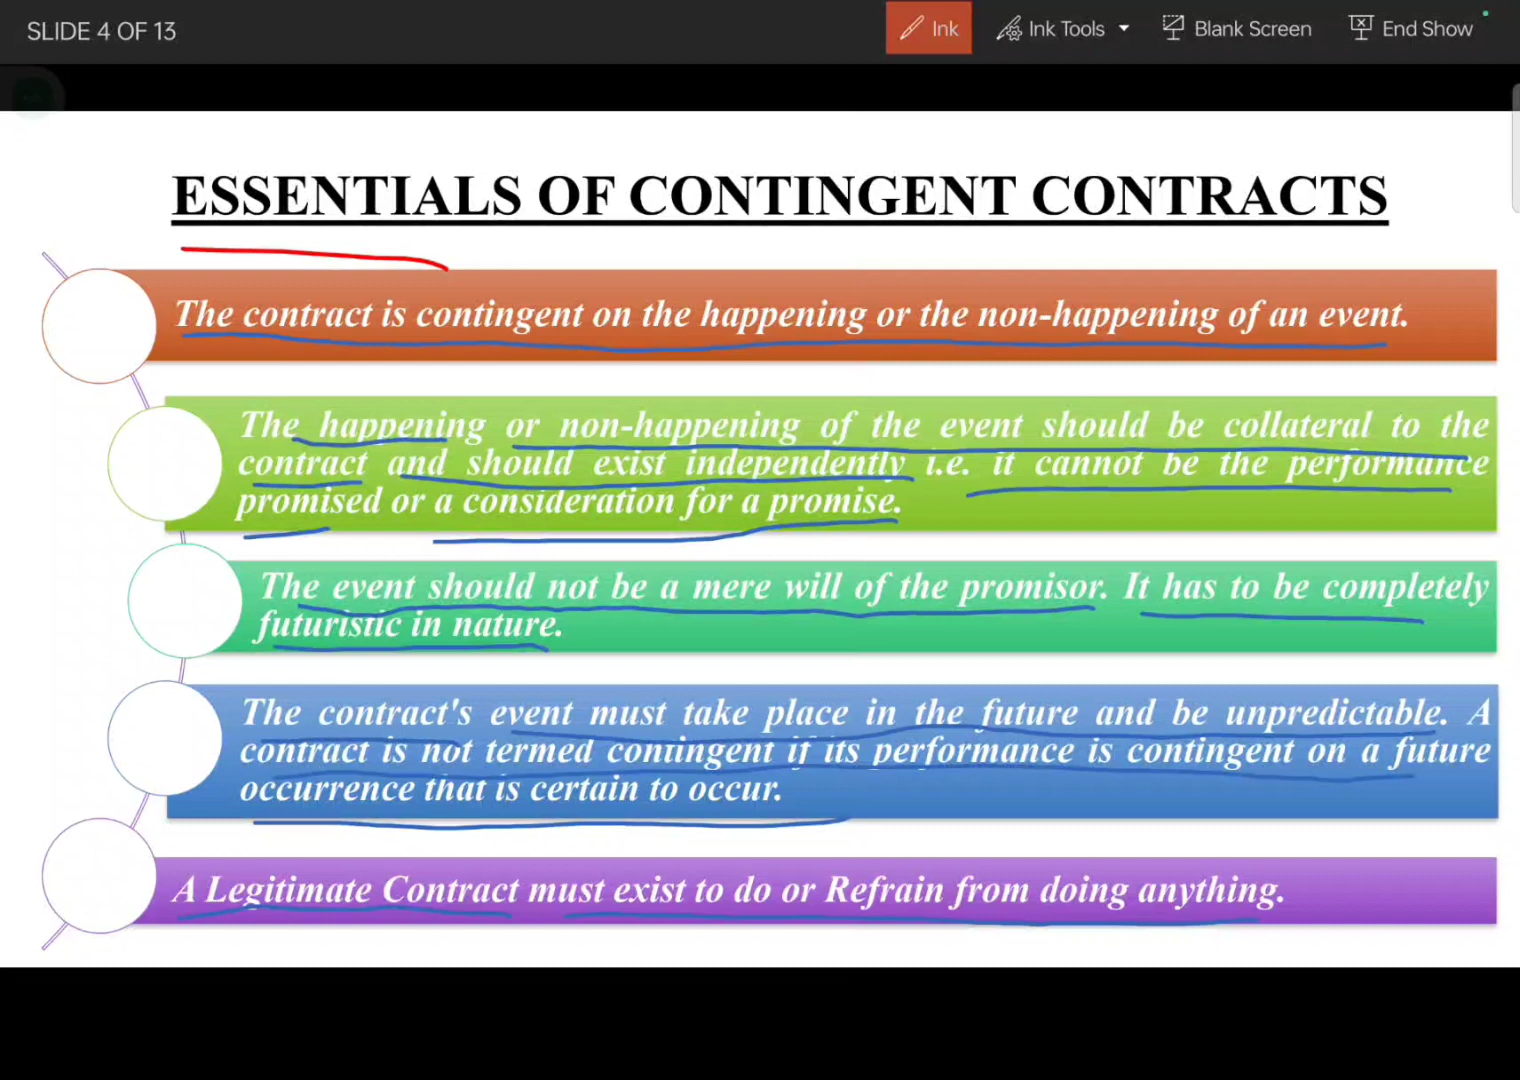 SLIDE 4 OF 13
Ink
Ink Tools
Blank Screen
End Show
ESSENTIALS OF CONTINGENT CONTRACTS
The contract is contingent on the happening or the non-happening of an event.
The happening or non-happening of the event should be collateral to the
contract and should exist independently i.e. it cannot be the performance
promised or a consideration for a promise.
The event should not be a mere will of the promisor. It has to be completely
futuristic in nature.
The contract's event must take place in the future and be unpredictable. A
contract is not termed contingent if its performance is contingent on a future
occurrence that is certain to occur.
A Legitimate Contract must exist to do or Refrain from doing anything.